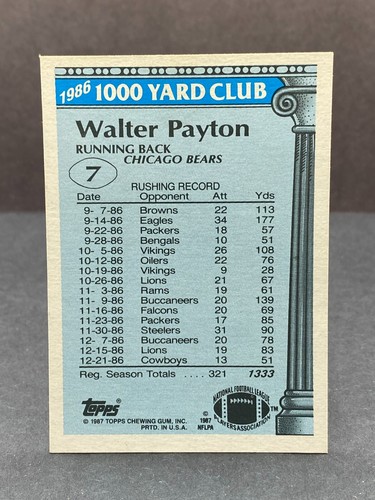 1986 1000 YARD CLUB
Walter Payton
RUNNING BACK
CHICAGO BEARS
7
RUSHING RECORD
Date Opponent Att Yds
9- 7-86 Browns 22 113
9-14-86 Eagles 34 177
9-22-86 Packers 18 57
9-28-86 Bengals 10 51
10- 5-86 Vikings 26 108
10-12-86 Oilers 22 76
10-19-86 Vikings 9 28
10-26-86 Lions 21 67
11- 3-86 Rams 19 61
11- 9-86 Buccaneers 20 139
11-16-86 Falcons 20 69
11-23-86 Packers 17 85
11-30-86 Steelers 31 90
12- 7-86 Buccaneers 20 78
12-15-86 Lions 19 83
12-21-86 Cowboys 13 51
Reg. Season Totals .... 321 1333
Topps
© 1987 TOPPS CHEWING GUM, INC.
PRTD. IN U.S.A.
© 1987 NFLPA
NATIONAL FOOTBALL LEAGUE
PLAYERS ASSOCIATION
TM